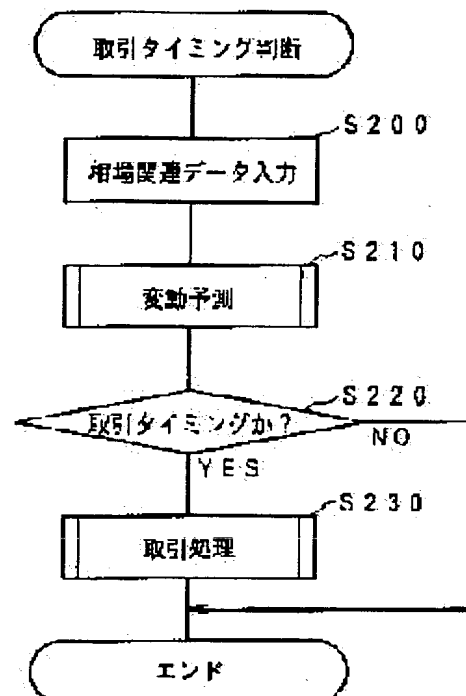 取引タイミング判断
S200
相場関連データ入力
S210
変動予測
S220
取引タイミングか?
NO
YES
S230
取引処理
エンド